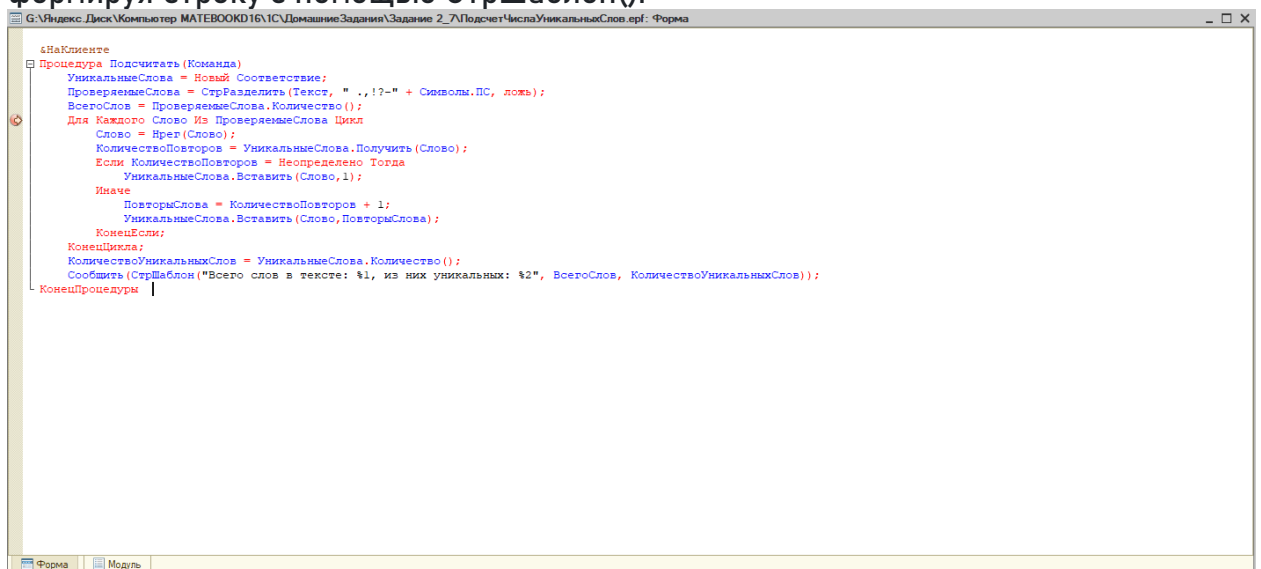 формируя строку с помощью СтрШаблон().
G:\Яндекс.Диск\Компьютер MATEBOOKD16\1С\ДомашниеЗадания\Задание 2_7\ПодсчетЧислаУникальныхСлов.epf: Форма
&НаКлиенте
Процедура Подсчитать(Команда)
УникальныеСлова = Новый Соответствие;
ПроверяемыеСлова = СтрРазделить(Текст, " .,!?-" + Символы.ПС, ложь);
ВсегоСлов = ПроверяемыеСлова.Количество();
Для Каждого Слово Из ПроверяемыеСлова Цикл
Слово = Нрег(Слово);
КоличествоПовторов = УникальныеСлова.Получить(Слово);
Если КоличествоПовторов = Неопределено Тогда
УникальныеСлова.Вставить(Слово,1);
Иначе
ПовторыСлова = КоличествоПовторов + 1;
УникальныеСлова.Вставить(Слово,ПовторыСлова);
КонецЕсли;
КонецЦикла;
КоличествоУникальныхСлов = УникальныеСлова.Количество();
Сообщить(СтрШаблон("Всего слов в тексте: %1, из них уникальных: %2", ВсегоСлов, КоличествоУникальныхСлов));
КонецПроцедуры
Форма Модуль